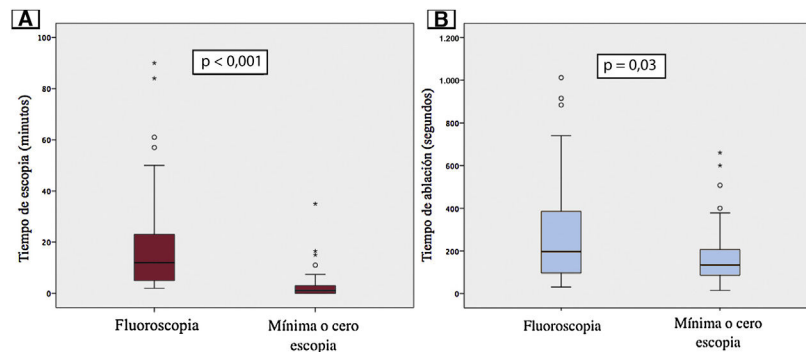 A
Tiempo de escopia (minutos)
100
80
60
40
20
0
p < 0,001
Fluoroscopia
Mínima o cero
escopia
B
Tiempo de ablación (segundos)
1.200
1.000
800
600
400
200
0
p = 0,03
Fluoroscopia
Mínima o cero
escopia